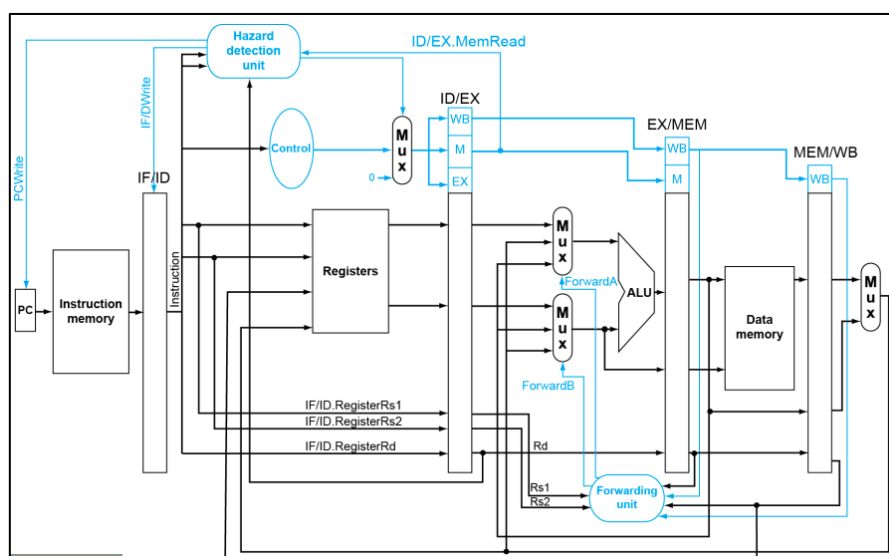 Hazard
detection
unit
ID/EX.MemRead
PCWrite
IF/DWrite
ID/EX
EX/MEM
MEM/WB
IF/ID
Control
0
M
u
x
WB
M
EX
WB
M
WB
Instruction
PC
Instruction
memory
Registers
M
u
x
ForwardA
ALU
M
u
x
ForwardB
Data
memory
M
u
x
IF/ID.RegisterRs1
IF/ID.RegisterRs2
IF/ID.RegisterRd
Rd
Rs1
Rs2
Forwarding
unit